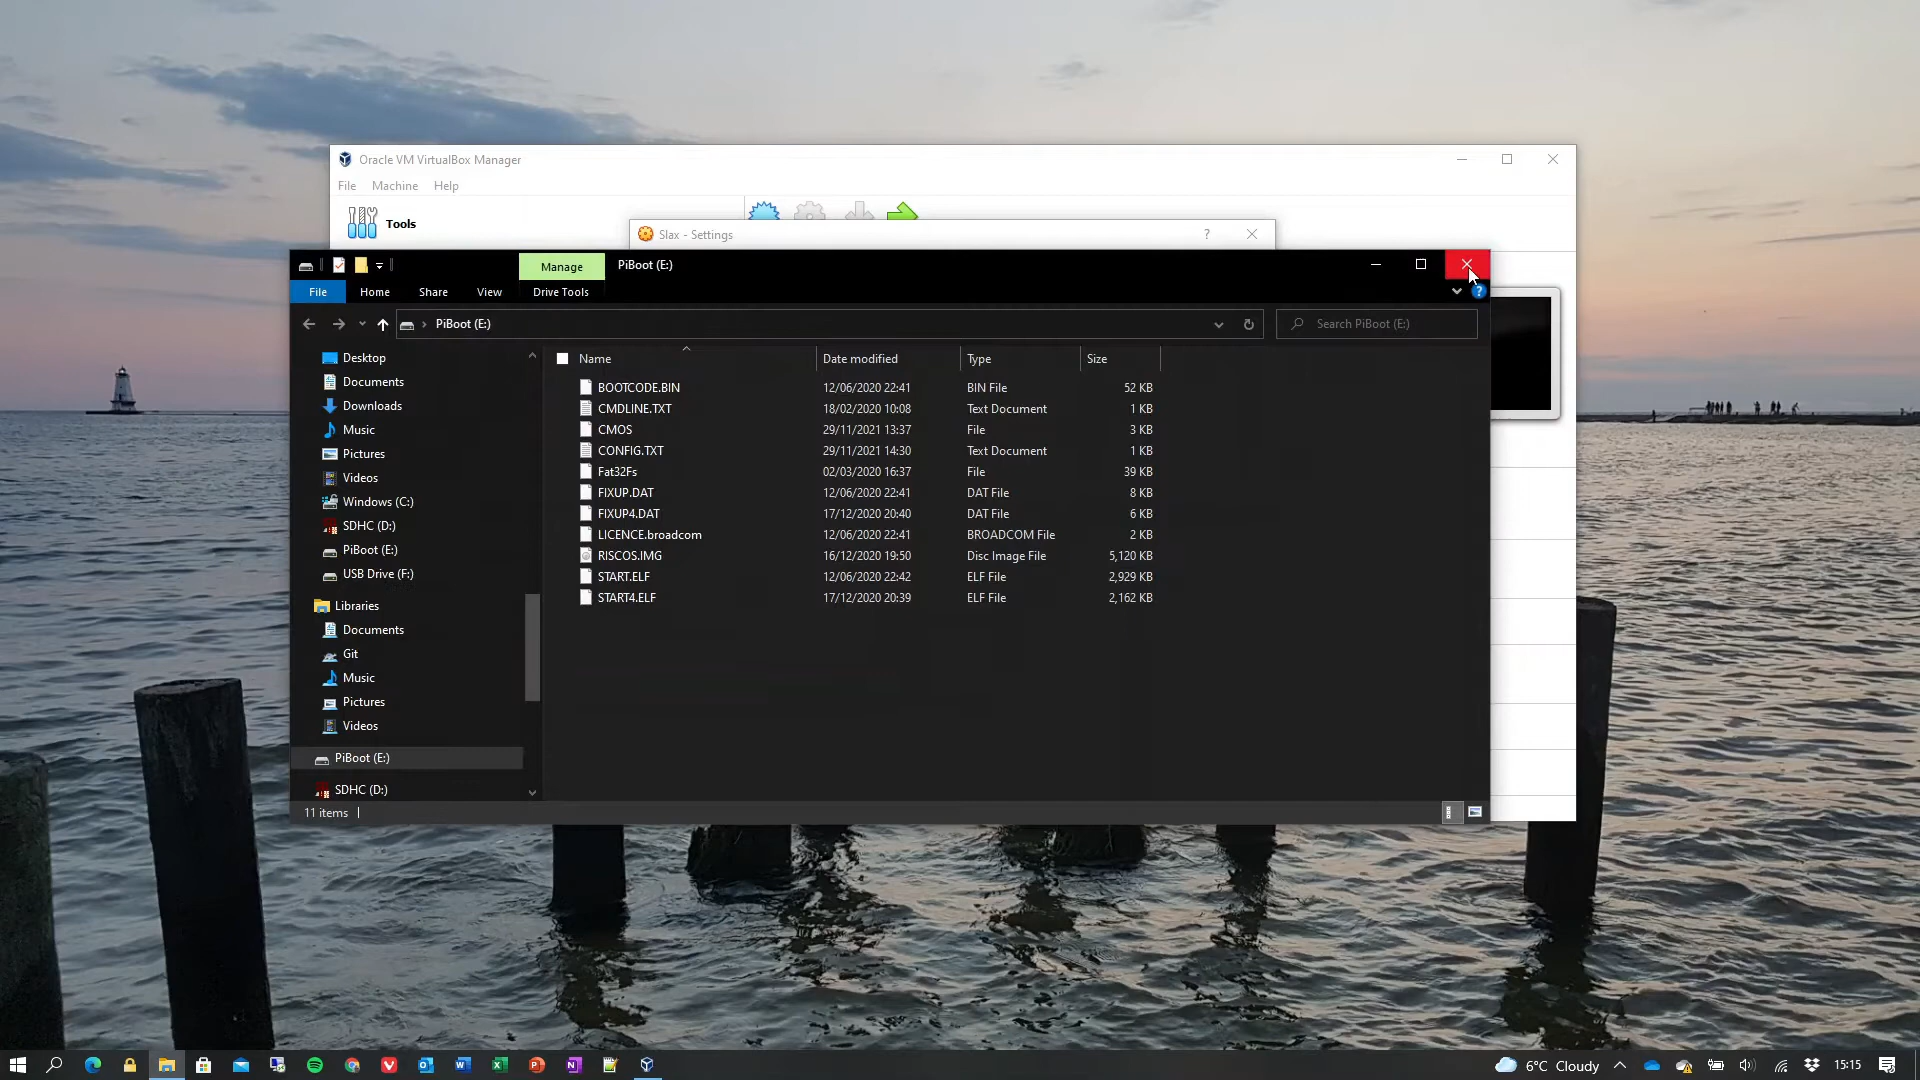 Oracle VM VirtualBox Manager
File Machine Help
Tools
Slax - Settings ?
Manage PiBoot (E:)
File Home Share View Drive Tools ?
PiBoot (E:) Search PiBoot (E:)
Name Date modified Type Size
BOOTCODE.BIN 12/06/2020 22:41 BIN File 52 KB
CMDLINE.TXT 18/02/2020 10:08 Text Document 1 KB
CMOS 29/11/2021 13:37 File 3 KB
CONFIG.TXT 29/11/2021 14:30 Text Document 1 KB
Fat32Fs 02/03/2020 16:37 File 39 KB
FIXUP.DAT 12/06/2020 22:41 DAT File 8 KB
FIXUP4.DAT 17/12/2020 20:40 DAT File 6 KB
LICENCE.broadcom 12/06/2020 22:41 BROADCOM File 2 KB
RISCOS.IMG 16/12/2020 19:50 Disc Image File 5,120 KB
START.ELF 12/06/2020 22:42 ELF File 2,929 KB
START4.ELF 17/12/2020 20:39 ELF File 2,162 KB
Desktop
Documents
Downloads
Music
Pictures
Videos
Windows (C:)
SDHC (D:)
PiBoot (E:)
USB Drive (F:)
Libraries
Documents
Git
Music
Pictures
Videos
PiBoot (E:)
SDHC (D:)
11 items
6°C Cloudy 15:15